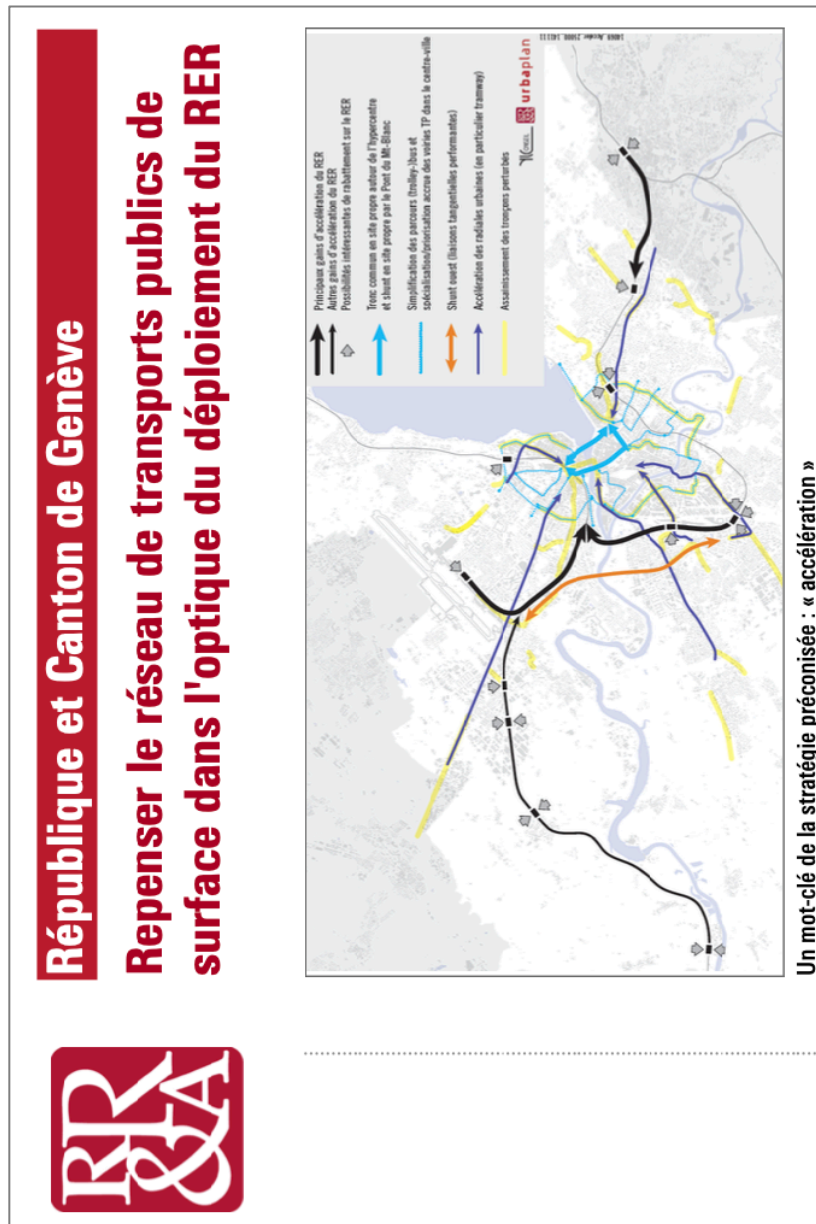 RR&A
République et Canton de Genève
Repenser le réseau de transports publics de
surface dans l'optique du déploiement du RER
Principaux gains d'accélération du RER
Autres gains d'accélération du RER
Possibilités intéressantes de rabattement sur le RER
Tronc commun en site propre autour de l'hypercentre
et shunt en site propre par le Pont du Mt-Blanc
Simplification des parcours (trolley-)bus et
spécialisation/priorisation accrue des voiries TP dans le centre-ville
Shunt ouest (liaisons tangentielles performantes)
Accélération des radiales urbaines (en particulier tramway)
Assainissement des tronçons perturbés
urbaplan
Un mot-clé de la stratégie préconisée : « accélération »